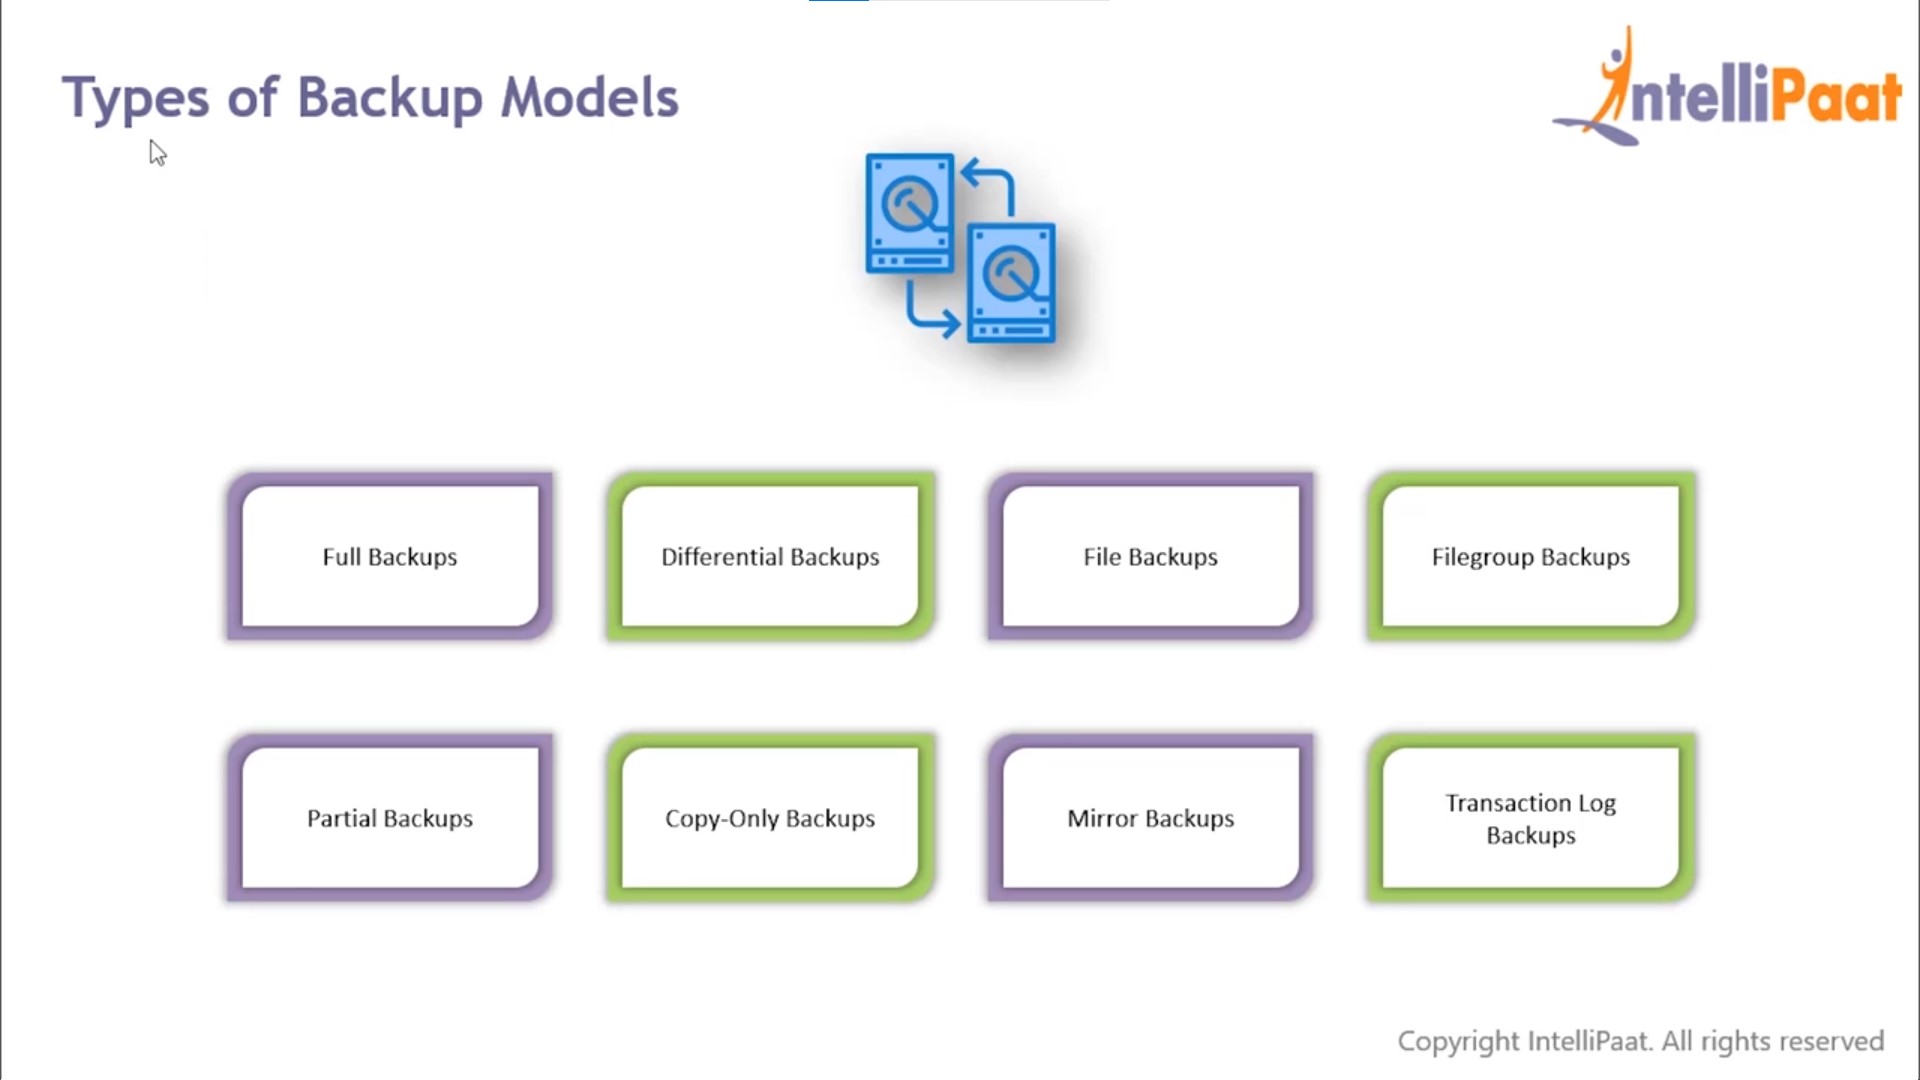 Types of Backup Models
IntelliPaat
Full Backups
Differential Backups
File Backups
Filegroup Backups
Partial Backups
Copy-Only Backups
Mirror Backups
Transaction Log
Backups
Copyright IntelliPaat. All rights reserved